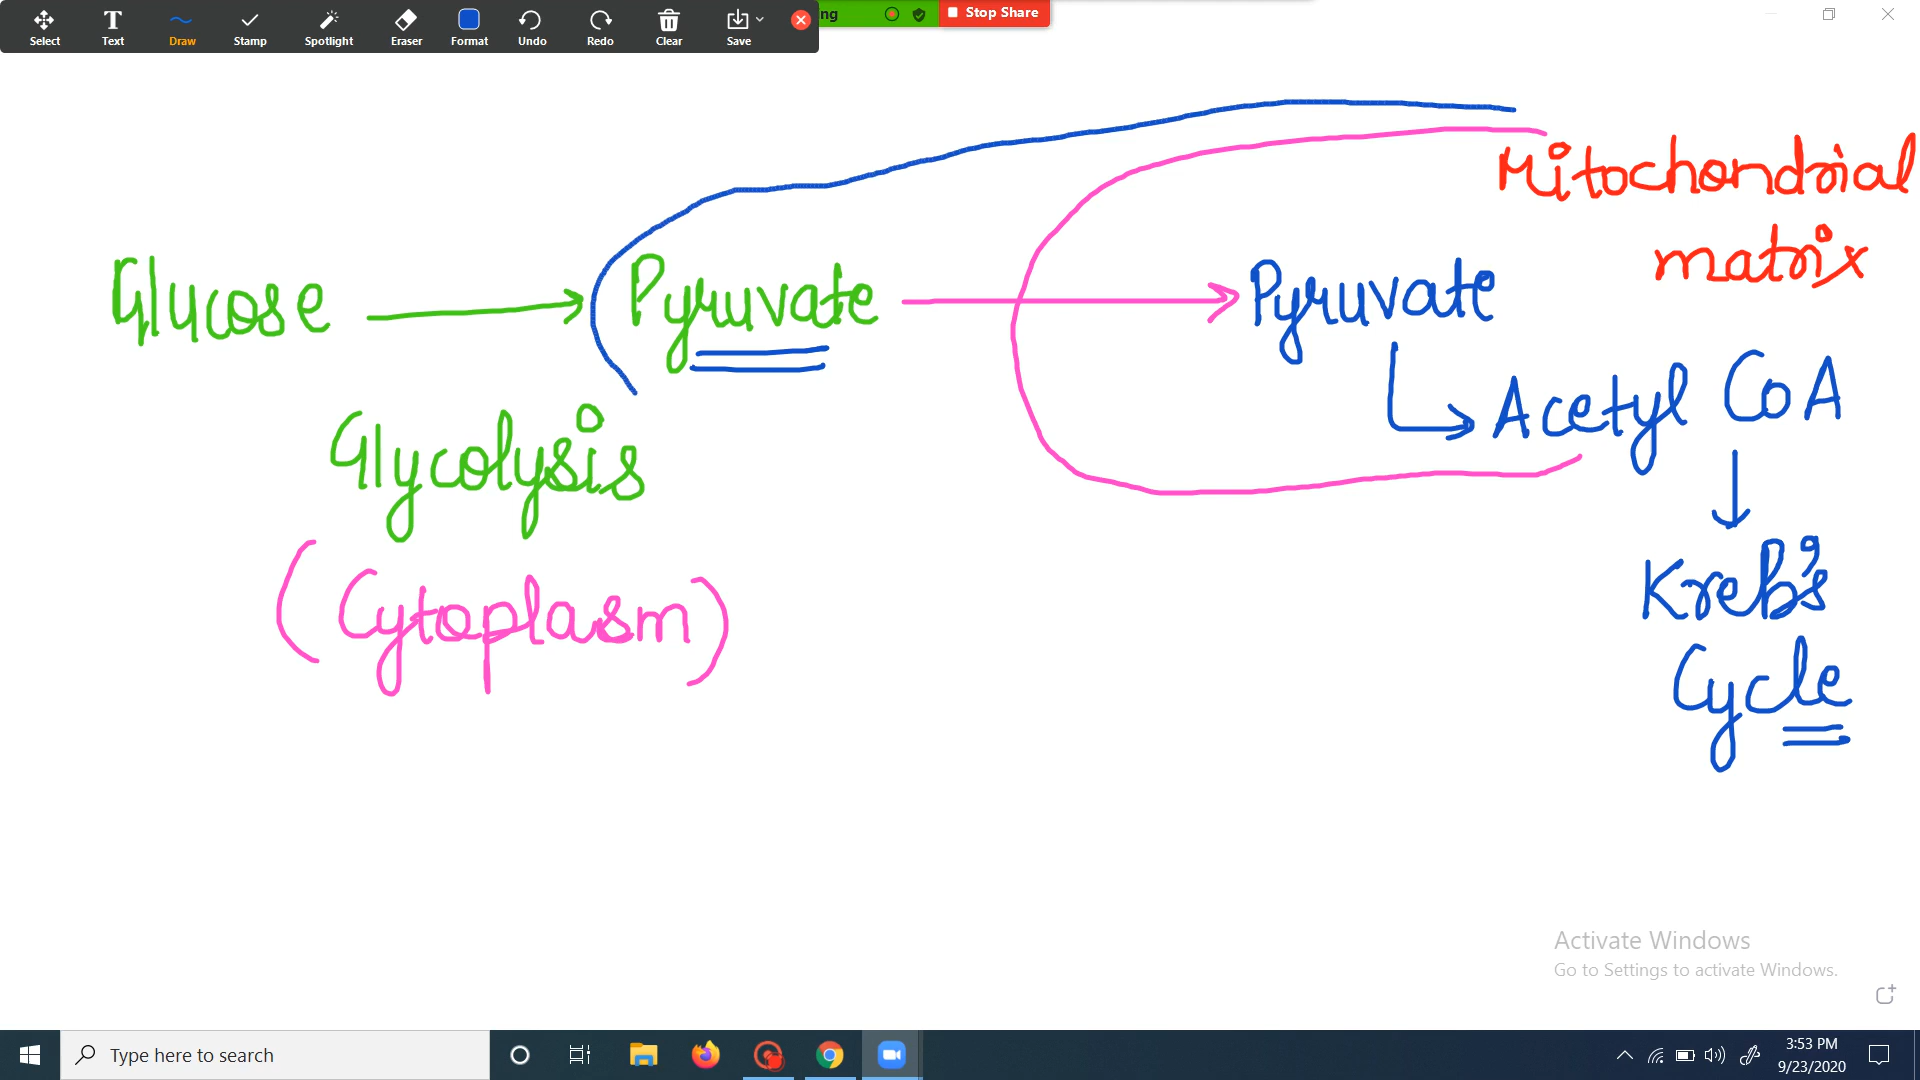 Select Text Draw Stamp Spotlight Eraser Format Undo Redo Clear Save
ng Stop Share
Mitochondrial
matrix
Glucose Pyruvate Pyruvate
Acetyl CoA
Glycolysis
(Cytoplasm)
Kreb's
Cycle
Activate Windows
Go to Settings to activate Windows.
Type here to search
3:53 PM
9/23/2020